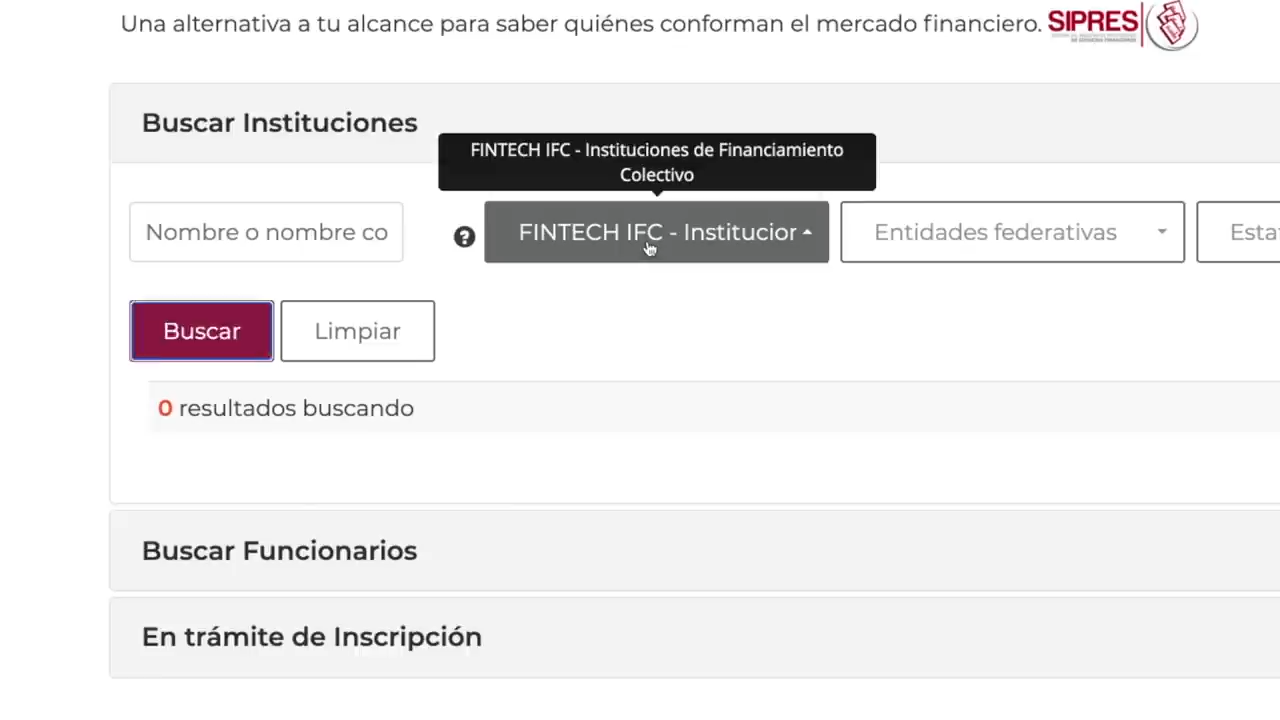 Una alternativa a tu alcance para saber quiénes conforman el mercado financiero.
SIPRES
Buscar Instituciones
FINTECH IFC - Instituciones de Financiamiento
Colectivo
Nombre o nombre co
?
FINTECH IFC - Institucior
Entidades federativas
Esta
Buscar
Limpiar
0 resultados buscando
Buscar Funcionarios
En trámite de Inscripción